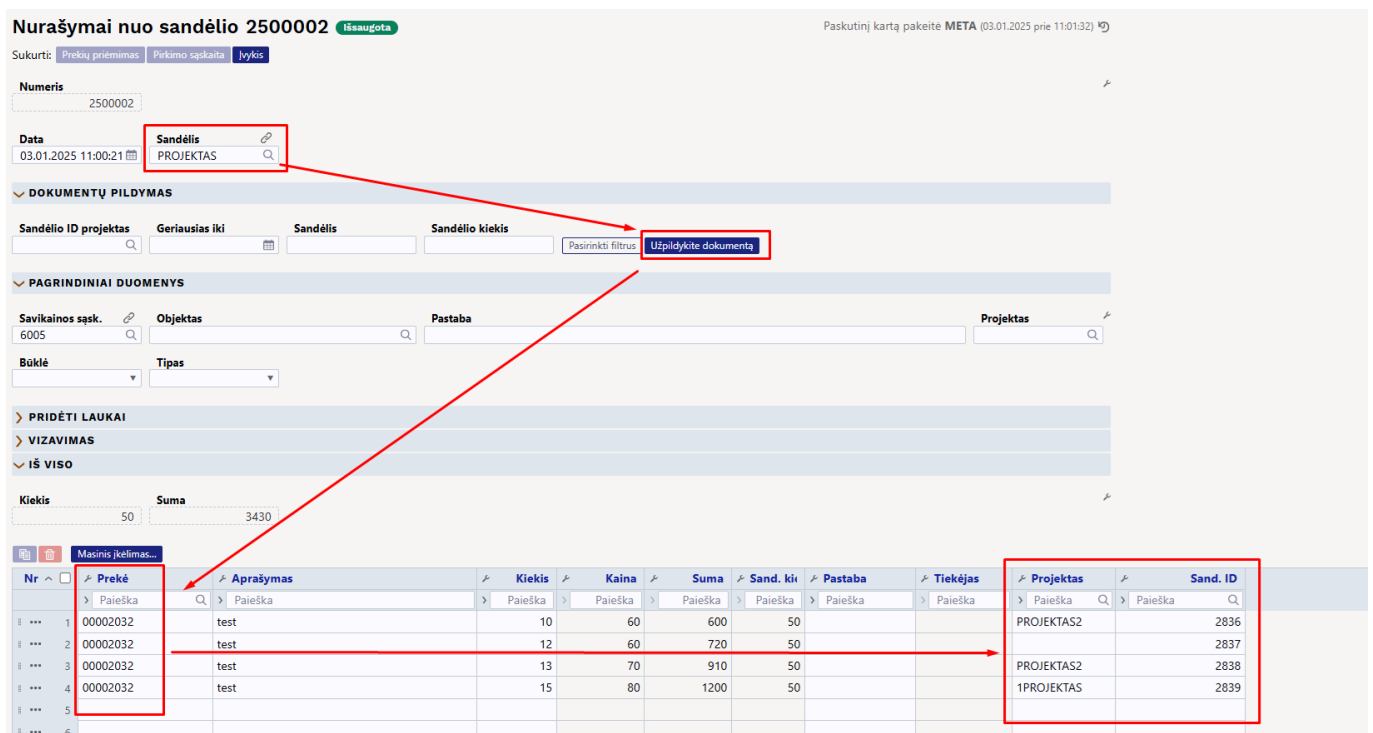 Nurašymai nuo sandėlio 2500002 Išsaugota
Paskutinį kartą pakeitė META (03.01.2025 prie 11:01:32)
Sukurti: Prekių priėmimas Pirkimo sąskaita Įvykis
Numeris
2500002
Data Sandėlis
03.01.2025 11:00:21 PROJEKTAS
DOKUMENTŲ PILDYMAS
Sandėlio ID projektas Geriausias iki Sandėlis Sandėlio kiekis
Pasirinkti filtrus Užpildykite dokumentą
PAGRINDINIAI DUOMENYS
Savikainos sąsk. Objektas Pastaba Projektas
6005
Būklė Tipas
PRIDĖTI LAUKAI
VIZAVIMAS
IŠ VISO
Kiekis Suma
50 3430
Masinis įkėlimas...
Nr Prekė Aprašymas Kiekis Kaina Suma Sand. kie Pastaba Tiekėjas Projektas Sand. ID
Paieška Paieška Paieška Paieška Paieška Paieška Paieška Paieška Paieška Paieška
1 00002032 test 10 60 600 50 PROJEKTAS2 2836
2 00002032 test 12 60 720 50 2837
3 00002032 test 13 70 910 50 PROJEKTAS2 2838
4 00002032 test 15 80 1200 50 1PROJEKTAS 2839
5
6